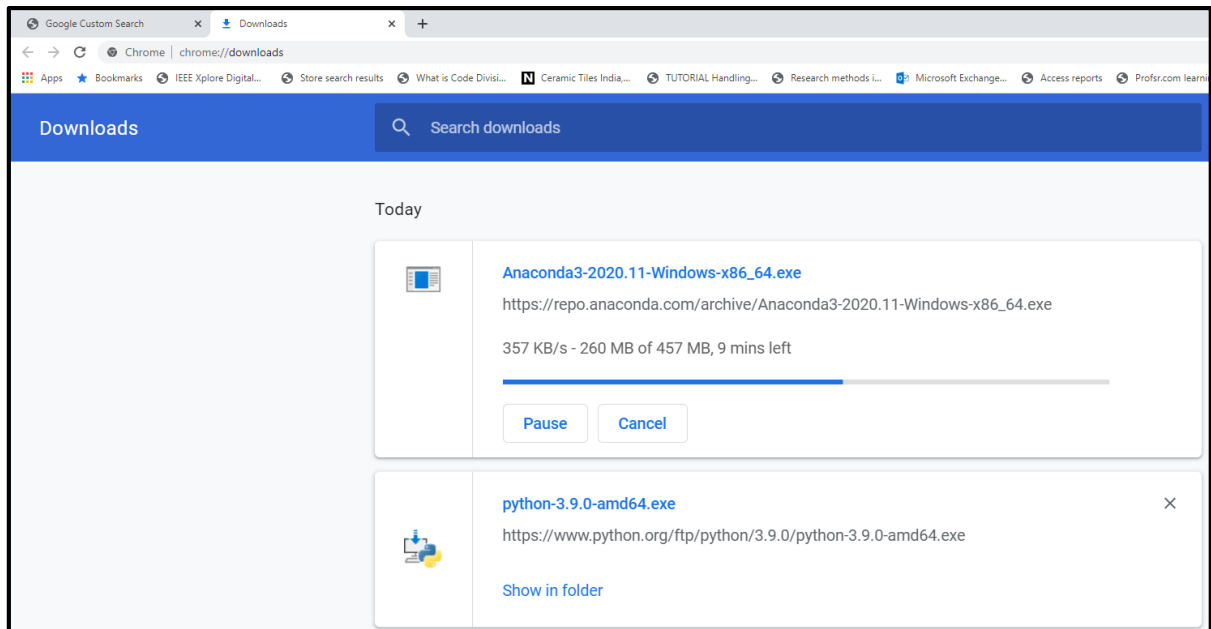 Google Custom Search Downloads
Chrome | chrome://downloads
Apps Bookmarks IEEE Xplore Digital... Store search results What is Code Divisi... Ceramic Tiles India,... TUTORIAL Handling... Research methods i... Microsoft Exchange... Access reports Profsr.com learni
Downloads Search downloads
Today
Anaconda3-2020.11-Windows-x86_64.exe
https://repo.anaconda.com/archive/Anaconda3-2020.11-Windows-x86_64.exe
357 KB/s - 260 MB of 457 MB, 9 mins left
Pause Cancel
python-3.9.0-amd64.exe
https://www.python.org/ftp/python/3.9.0/python-3.9.0-amd64.exe
Show in folder